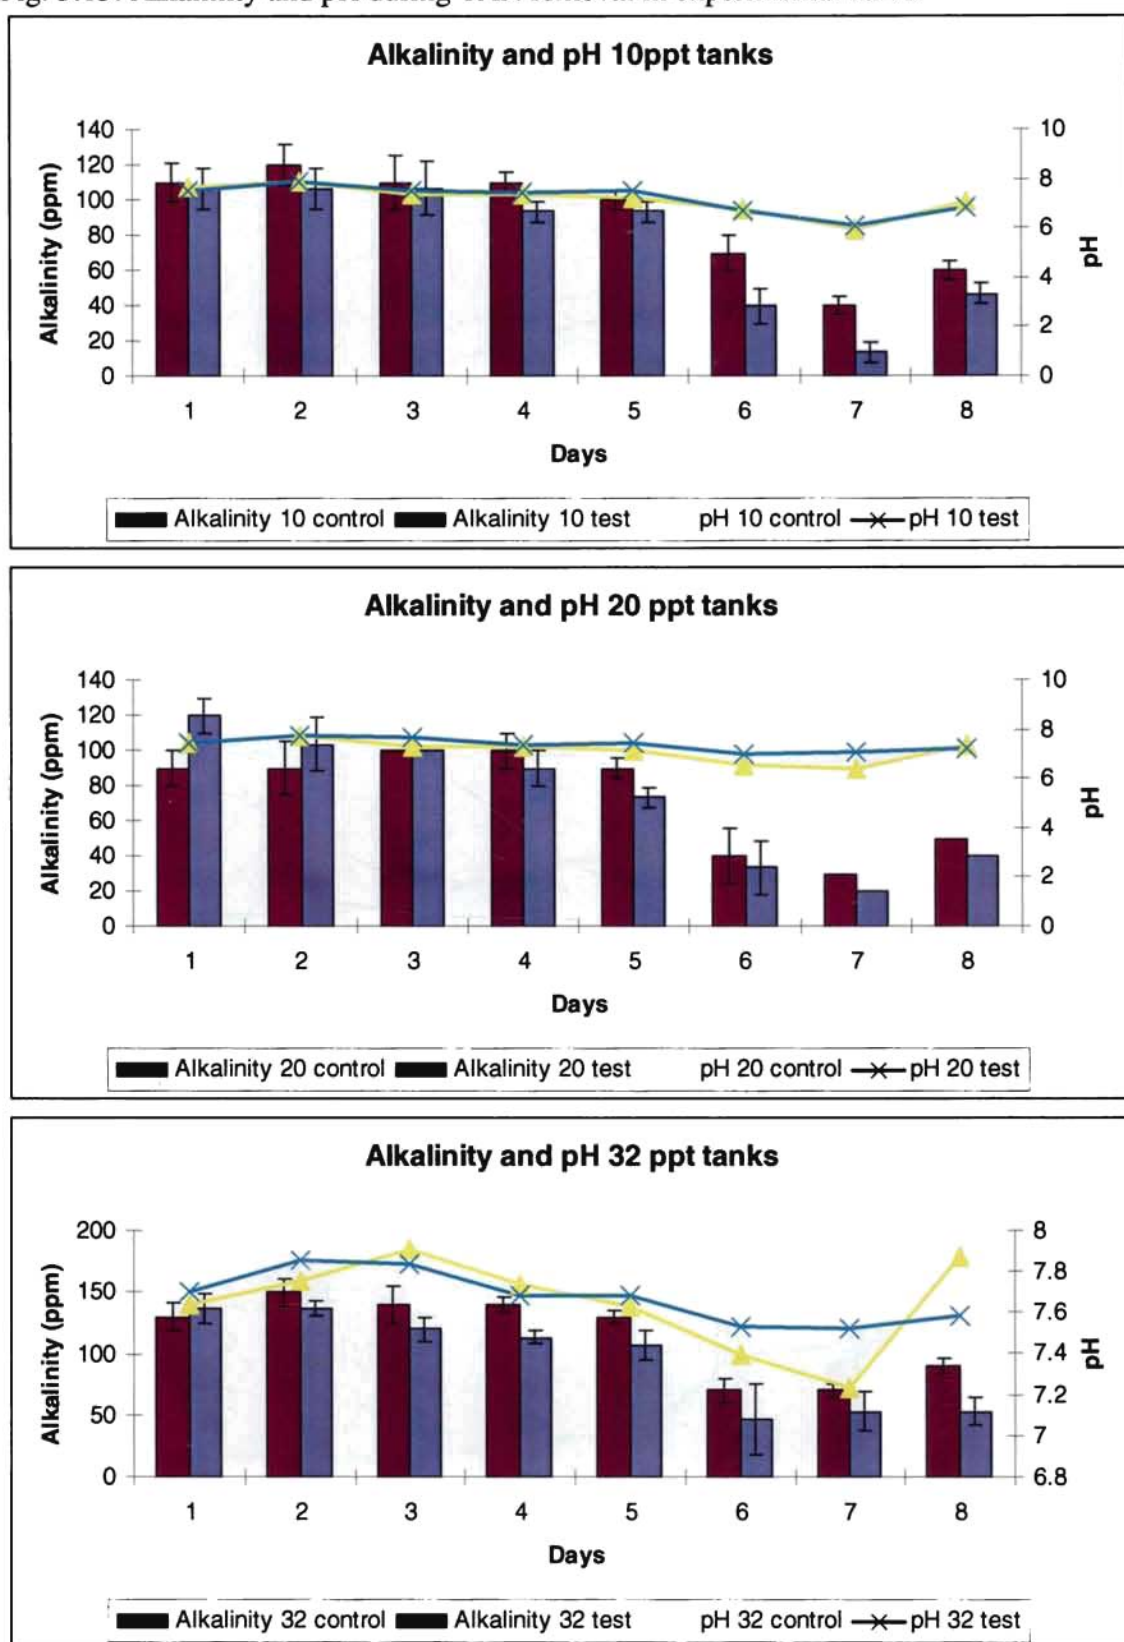 Alkalinity and pH 10ppt tanks
140
120
100
80
60
40
20
0
Alkalinity (ppm)
10
8
6
4
2
0
pH
1 2 3 4 5 6 7 8
Days
Alkalinity 10 control Alkalinity 10 test pH 10 control pH 10 test
Alkalinity and pH 20 ppt tanks
140
120
100
80
60
40
20
0
Alkalinity (ppm)
10
8
6
4
2
0
pH
1 2 3 4 5 6 7 8
Days
Alkalinity 20 control Alkalinity 20 test pH 20 control pH 20 test
Alkalinity and pH 32 ppt tanks
200
150
100
50
0
Alkalinity (ppm)
8
7.8
7.6
7.4
7.2
7
6.8
pH
1 2 3 4 5 6 7 8
Days
Alkalinity 32 control Alkalinity 32 test pH 32 control pH 32 test